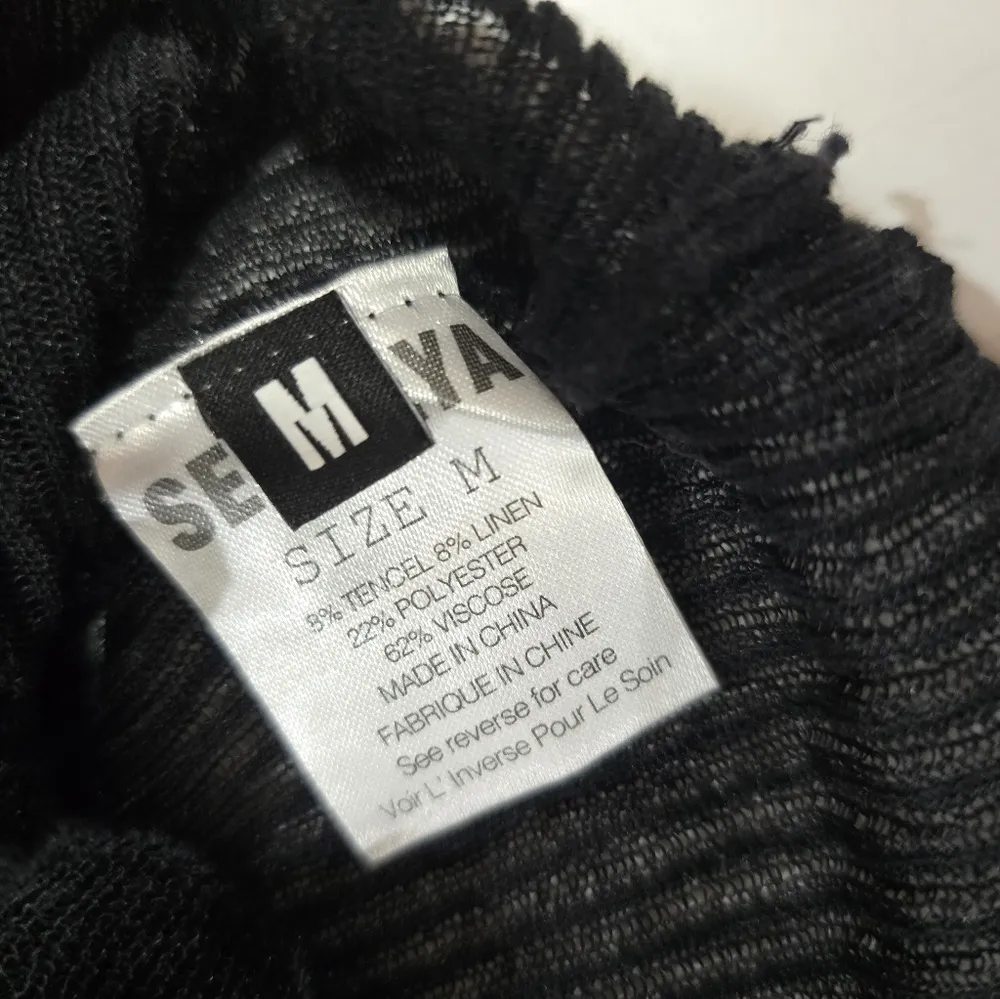 M
SE YA
SIZE M
8% TENCEL 8% LINEN
22% POLYESTER
62% VISCOSE
MADE IN CHINA
FABRIQUE IN CHINE
See reverse for care
Voir L' Inverse Pour Le Soin